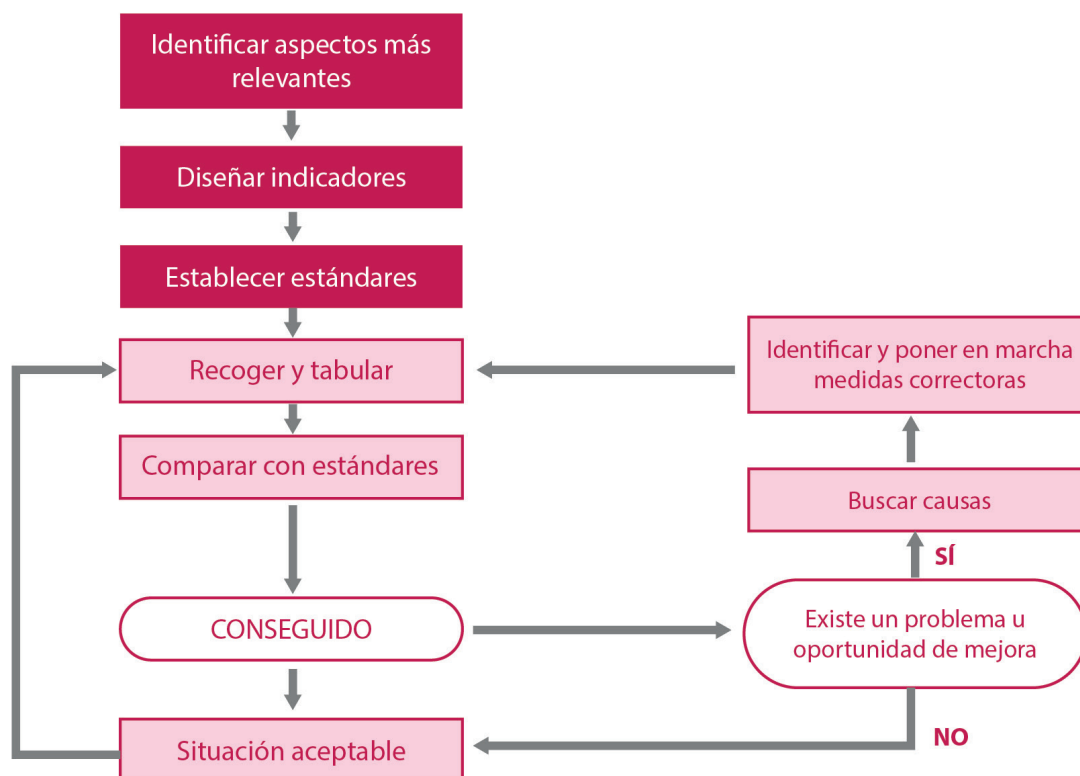 Identificar aspectos más
relevantes
Diseñar indicadores
Establecer estándares
Recoger y tabular
Comparar con estándares
CONSEGUIDO
Situación aceptable
Identificar y poner en marcha
medidas correctoras
Buscar causas
SÍ
Existe un problema u
oportunidad de mejora
NO